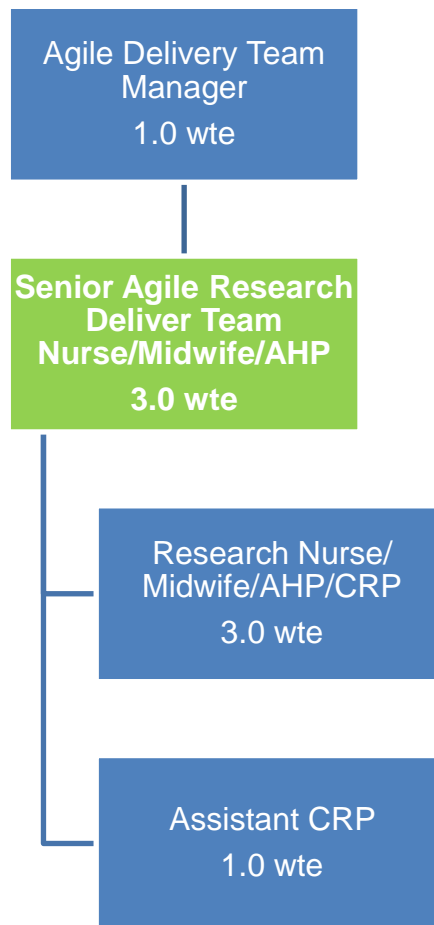 Agile Delivery Team
Manager
1.0 wte
Senior Agile Research
Deliver Team
Nurse/Midwife/AHP
3.0 wte
Research Nurse/
Midwife/AHP/CRP
3.0 wte
Assistant CRP
1.0 wte